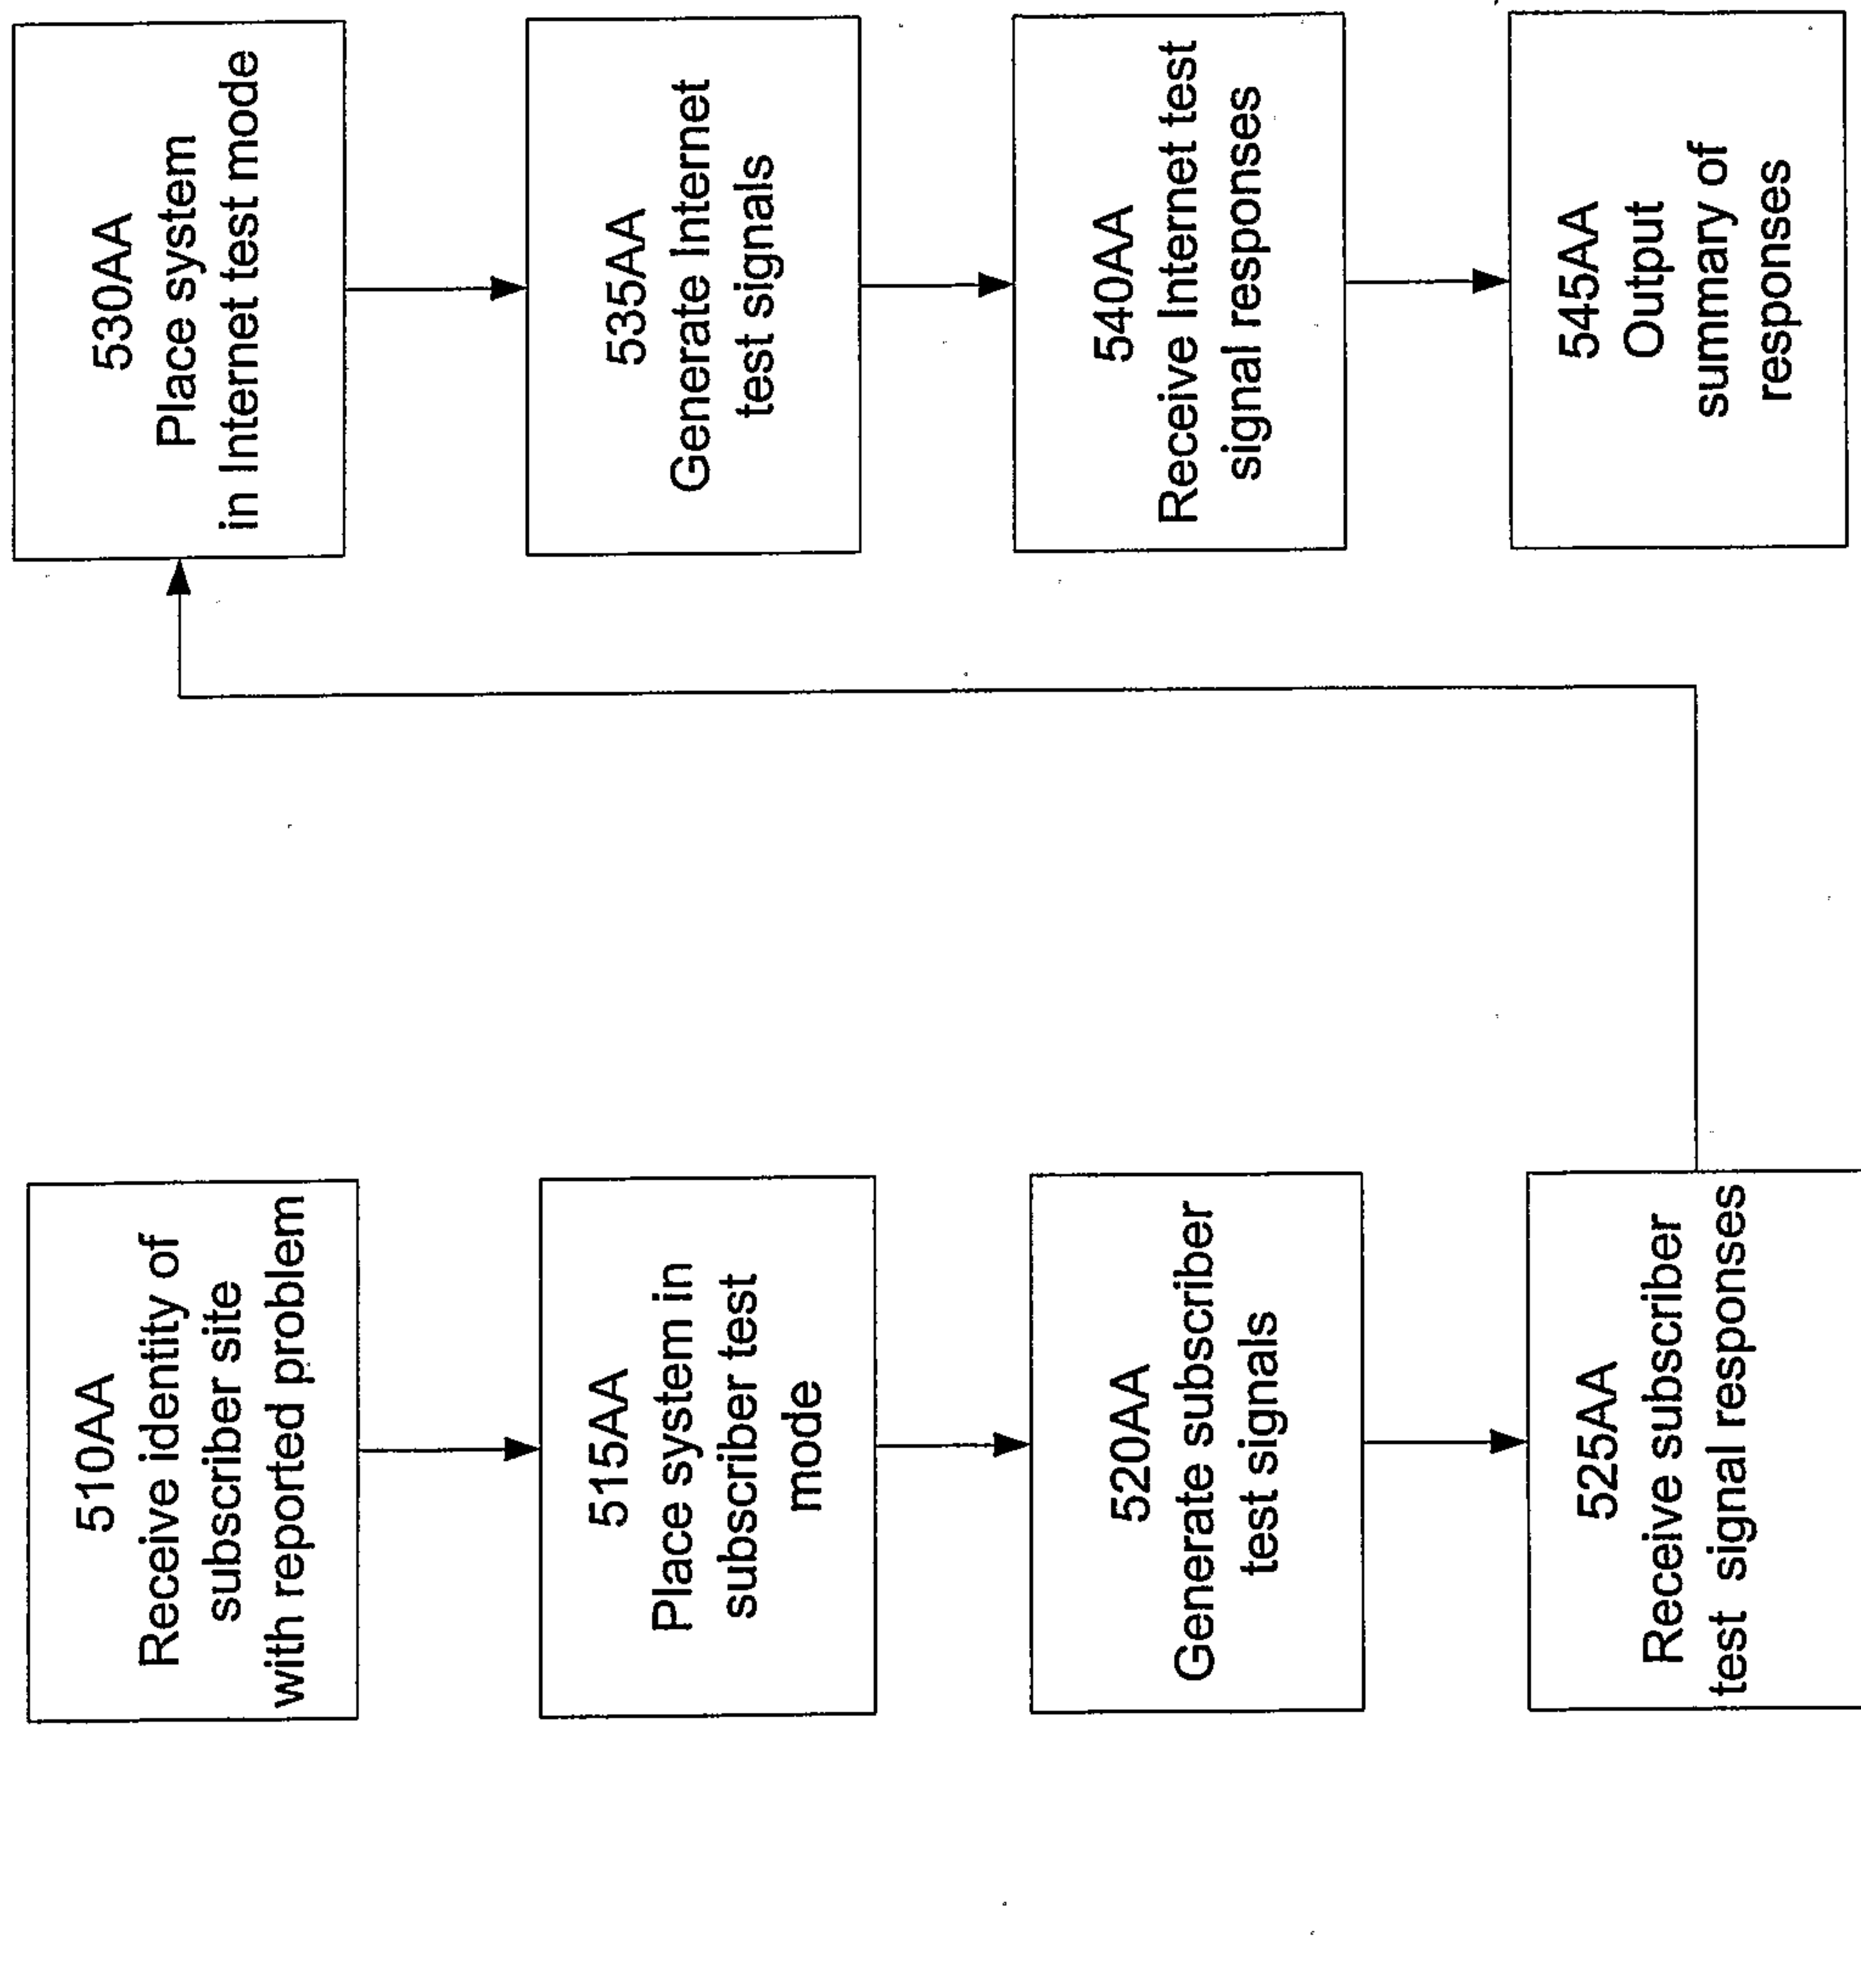 510AA
Receive identity of
subscriber site
with reported problem
515AA
Place system in
subscriber test
mode
520AA
Generate subscriber
test signals
525AA
Receive subscriber
test signal responses
530AA
Place system
in Internet test mode
535AA
Generate Internet
test signals
540AA
Receive Internet test
signal responses
545AA
Output
summary of
responses